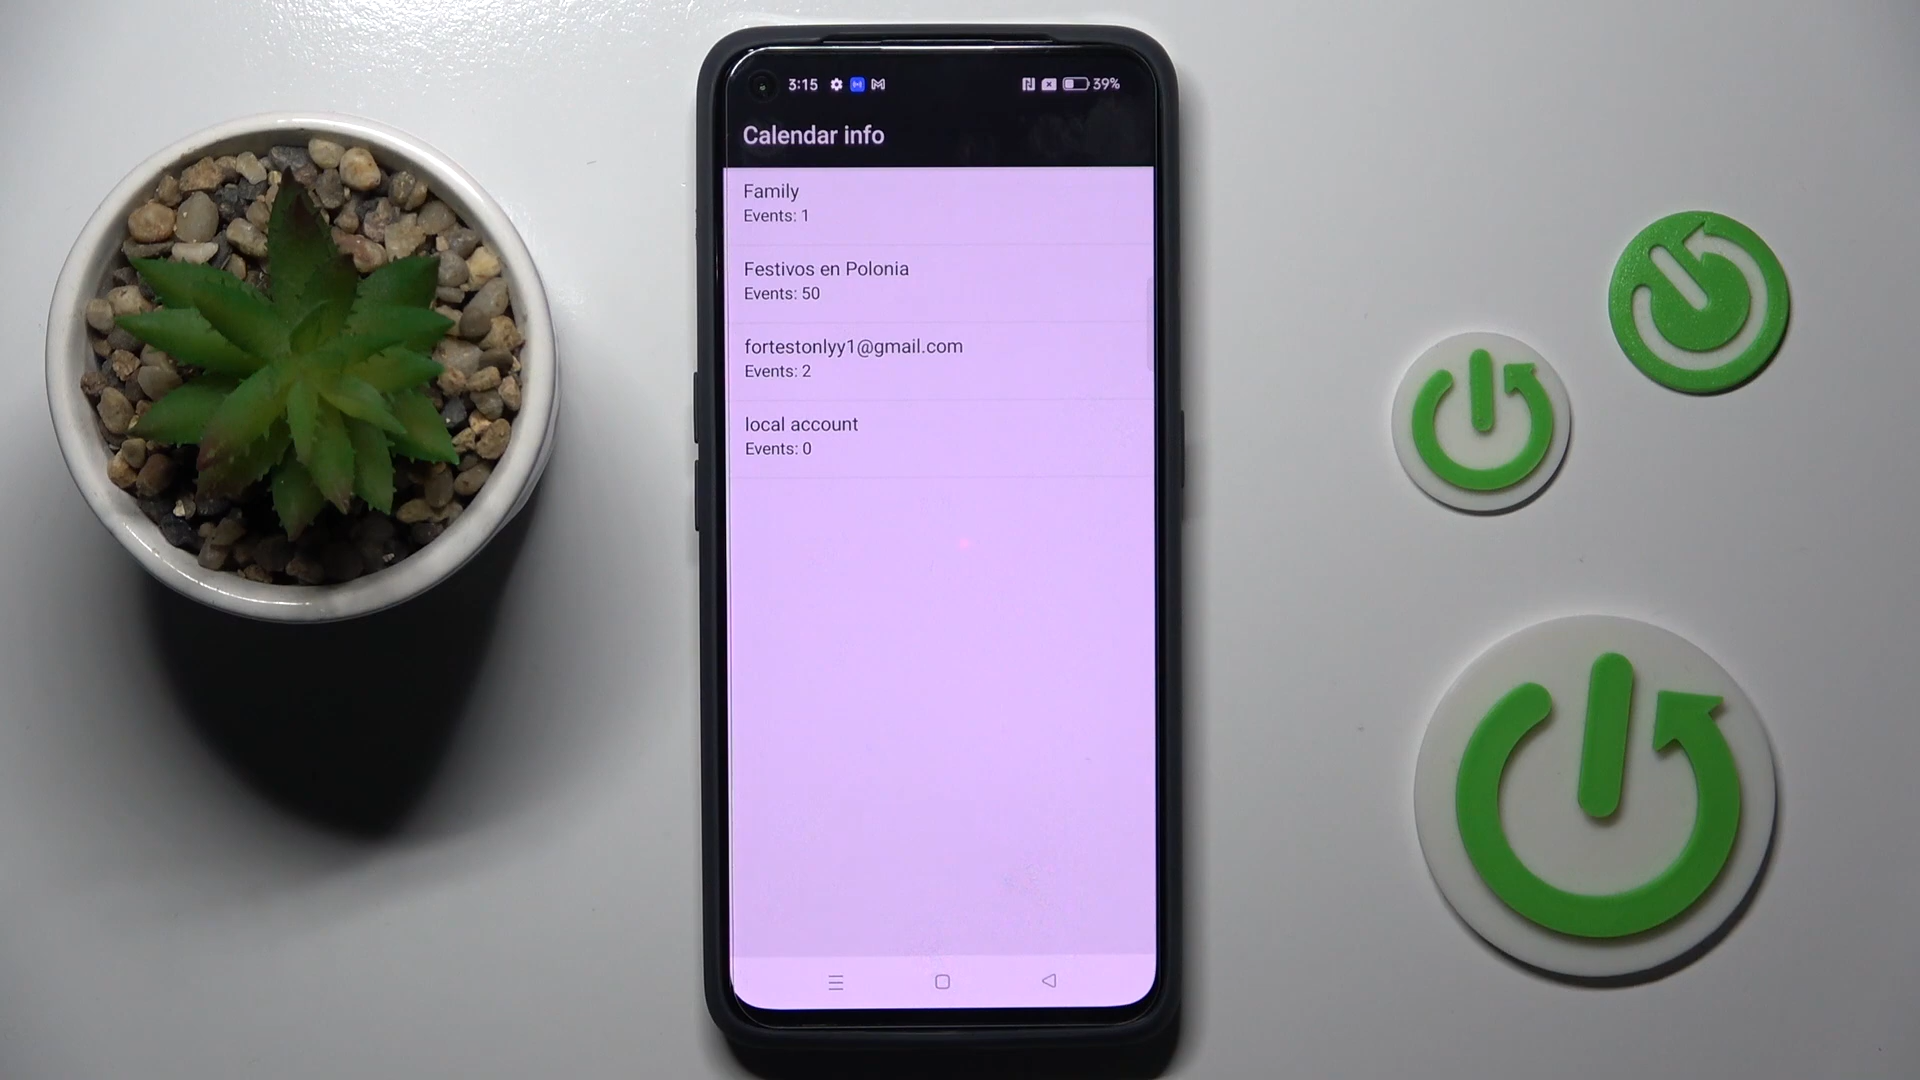 3:15
39%
Calendar info
Family
Events: 1
Festivos en Polonia
Events: 50
fortestonlyy1@gmail.com
Events: 2
local account
Events: 0